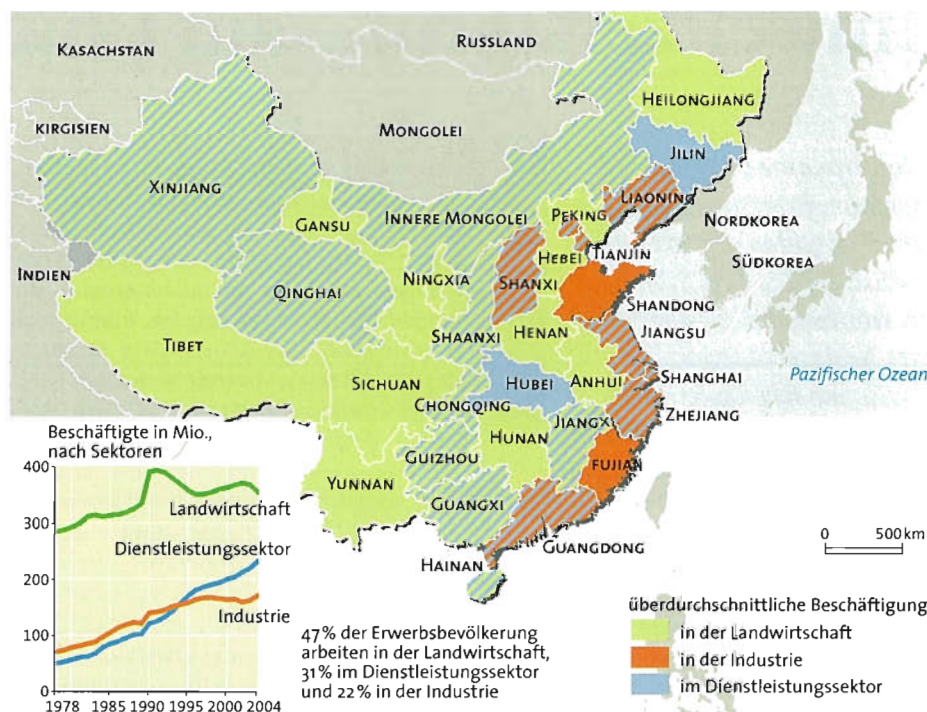 KASACHSTAN
RUSSLAND
KIRGISIEN
MONGOLEI
HEILONGJIANG
JILIN
XINJIANG
LIAONING
GANSU
INNERE MONGOLEI
PEKING
NORDKOREA
HEBEI
TIANJIN
SÜDKOREA
INDIEN
NINGXIA
SHANXI
QINGHAI
SHANDONG
SHAANXI
HENAN
JIANGSU
TIBET
SICHUAN
HUBEI
ANHUI
SHANGHAI
Pazifischer Ozean
CHONGQING
ZHEJIANG
JIANGXI
HUNAN
GUIZHOU
FUJIAN
YUNNAN
GUANGXI
GUANGDONG
HAINAN
0 500 km
Beschäftigte in Mio.,
nach Sektoren
400
Landwirtschaft
300
Dienstleistungssektor
200
Industrie
100
0
1978 1985 1990 1995 2000 2004
47% der Erwerbsbevölkerung
arbeiten in der Landwirtschaft,
31% im Dienstleistungssektor
und 22% in der Industrie
überdurchschnittliche Beschäftigung
in der Landwirtschaft
in der Industrie
im Dienstleistungssektor